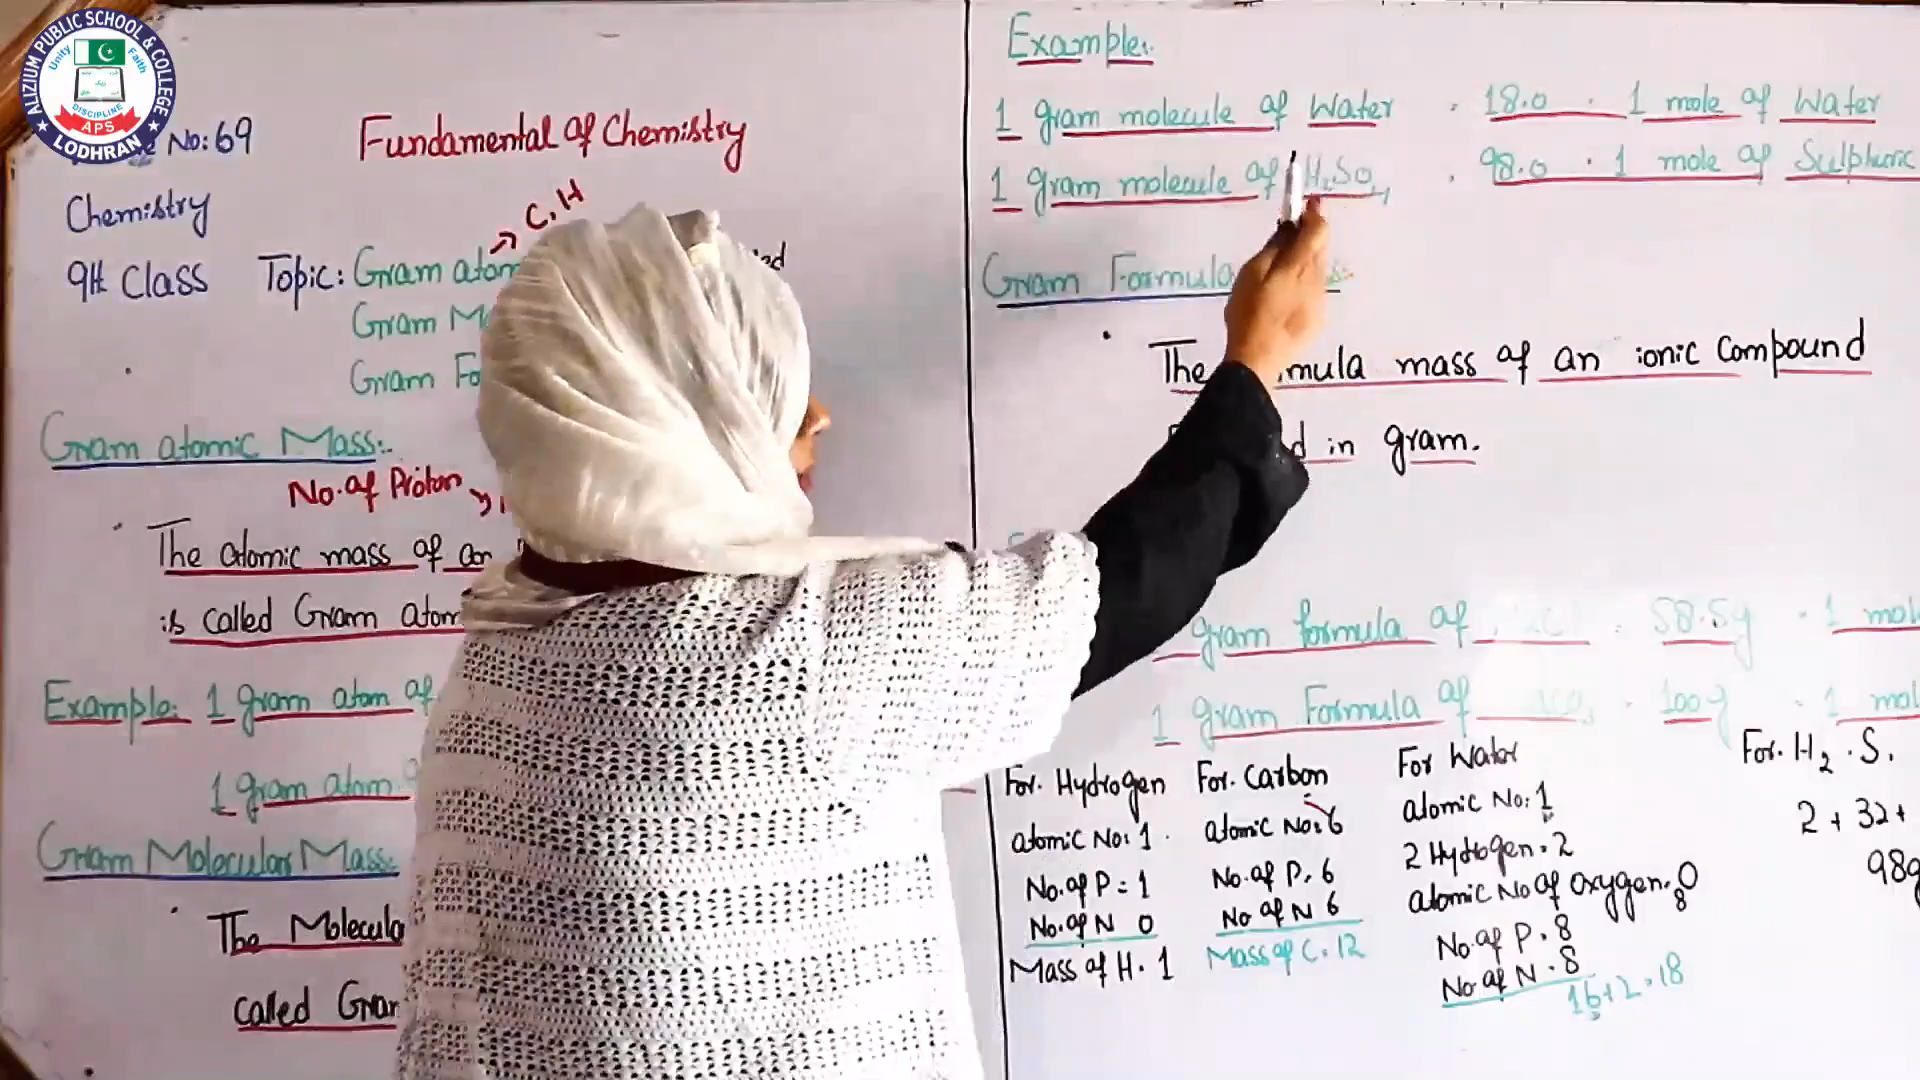 ALIZIUM PUBLIC SCHOOL & COLLEGE
Unity
Faith
DISCIPLINE
APS
LODHRAN
No: 69
Fundamental of Chemistry
Chemistry
9th Class
C, H
Topic: Gram atom
Gram M
Gram Fo
Gram atomic Mass:
No. of Proton
The atomic mass of an
is called Gram atom
Example: 1 gram atom of
1 gram atom
Gram Molecular Mass:
The Molecula
called Gram
Example:
1 gram molecule of Water . 18.0 . 1 mole of Water
1 gram molecule of H2SO4 . 98.0 . 1 mole of Sulphuric
Gram Formula
The mula mass of an ionic Compound
d in gram.
gram formula of . 58.5g . 1 mol
1 gram Formula of . 100g . 1 mol
For. Hydrogen
atomic No: 1
No. of P = 1
No. of N 0
Mass of H . 1
For. Carbon
atomic No: 6
No. of P. 6
No of N 6
Mass of C. 12
For Water
atomic No: 1
2 Hydrogen . 2
atomic No of Oxygen. 8
No. of P . 8
No of N . 8
16+2 . 18
For. H2 . S.
2 + 32 +
98g